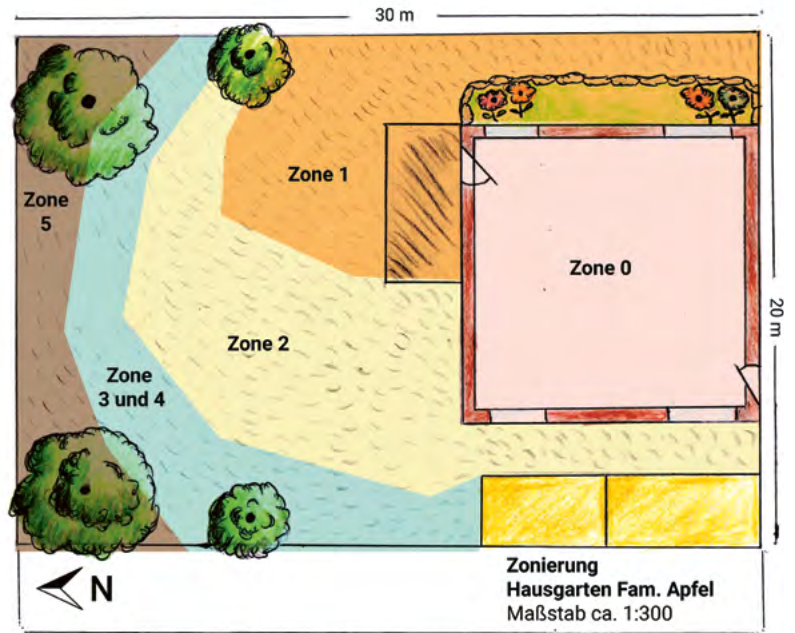 30 m
Zone 1
Zone
5
Zone 0
20 m
Zone 2
Zone
3 und 4
N
Zonierung
Hausgarten Fam. Apfel
Maßstab ca. 1:300